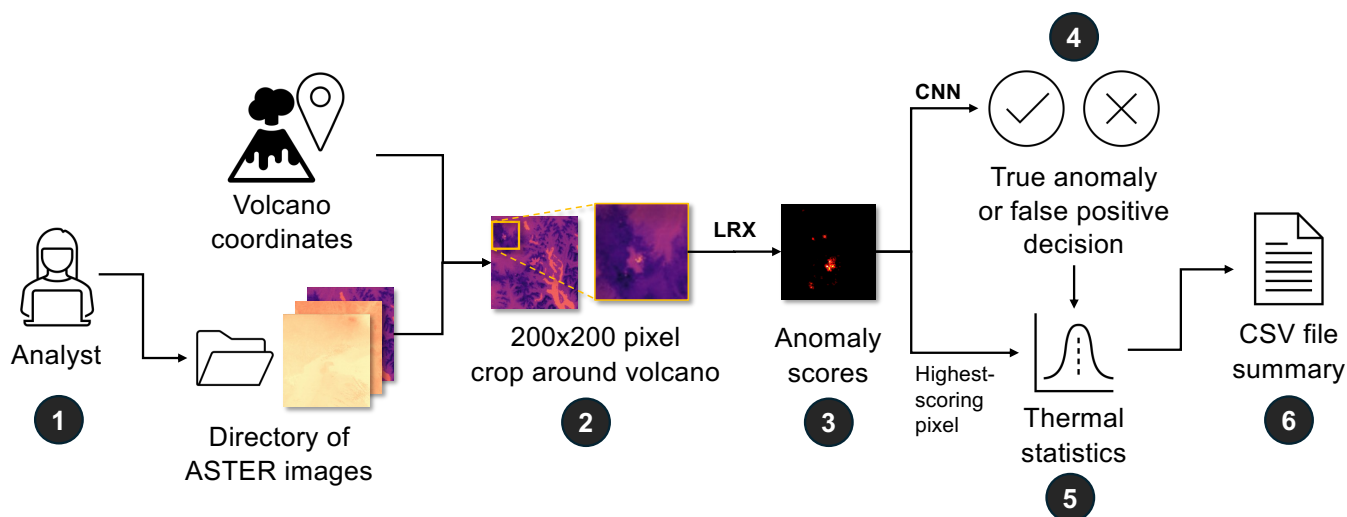 4
CNN
True anomaly
or false positive
decision
Volcano
coordinates
LRX
Analyst
1
Directory of
ASTER images
200x200 pixel
crop around volcano
2
Anomaly
scores
3
Highest-
scoring
pixel
Thermal
statistics
5
CSV file
summary
6